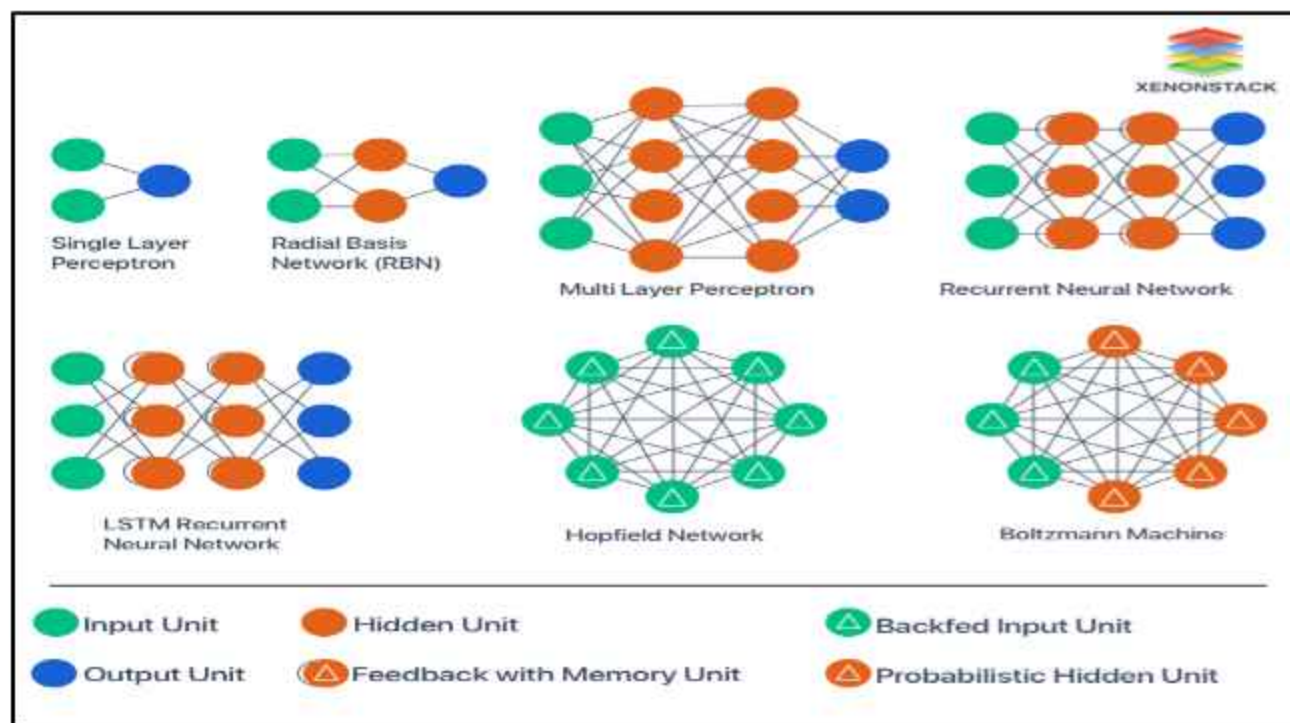 XENONSTACK
Single Layer
Perceptron
Radial Basis
Network (RBN)
Multi Layer Perceptron
Recurrent Neural Network
LSTM Recurrent
Neural Network
Hopfield Network
Boltzmann Machine
Input Unit
Hidden Unit
Backfed Input Unit
Output Unit
Feedback with Memory Unit
Probabilistic Hidden Unit